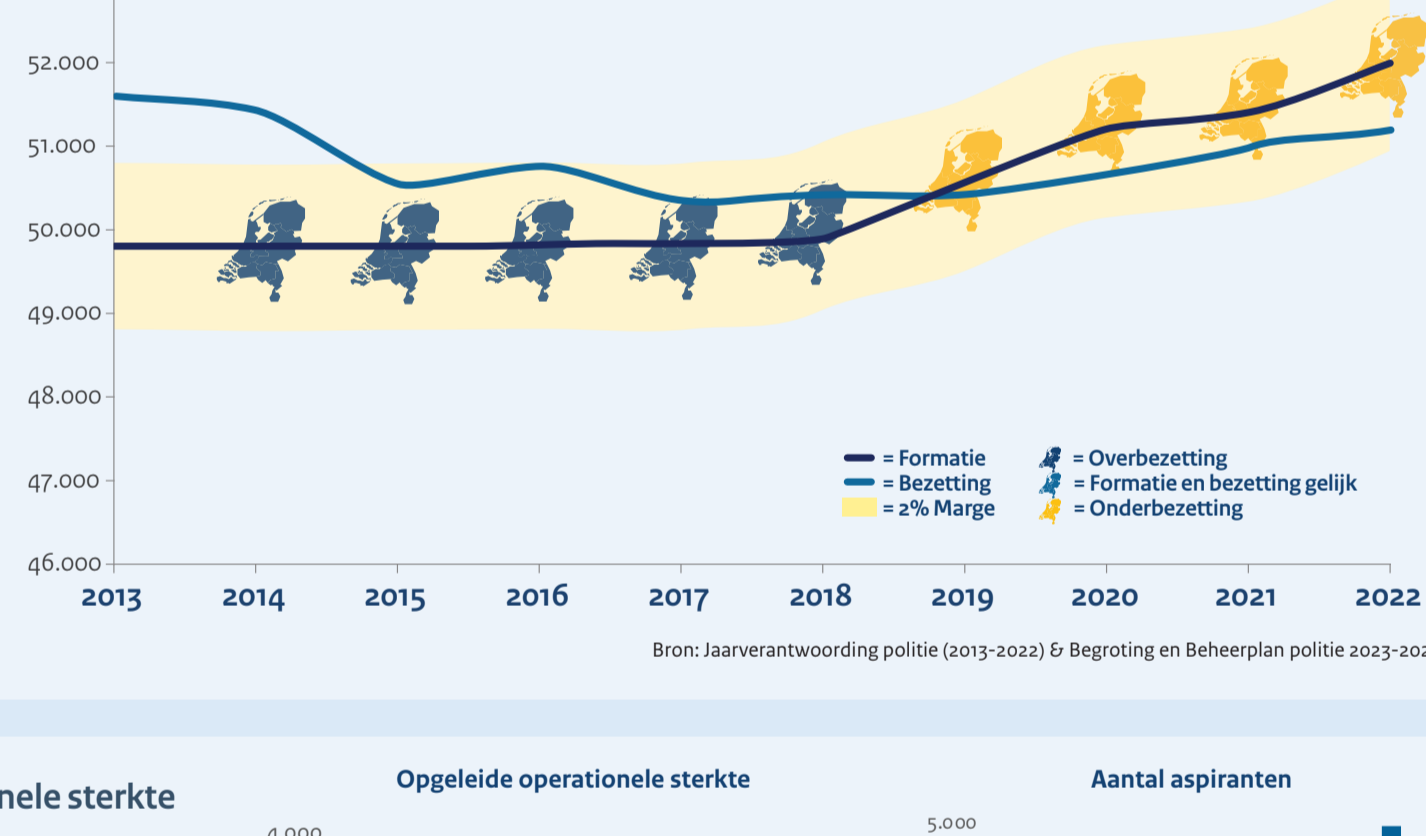 52.000
51.000
50.000
49.000
48.000
47.000
46.000
= Formatie
= Overbezetting
= Bezetting
= Formatie en bezetting gelijk
= 2% Marge
= Onderbezetting
2013 2014 2015 2016 2017 2018 2019 2020 2021 2022
Bron: Jaarverantwoording politie (2013-2022) & Begroting en Beheerplan politie 2023-202
nele sterkte
Opgeleide operationele sterkte
Aantal aspiranten
4.000
5.000